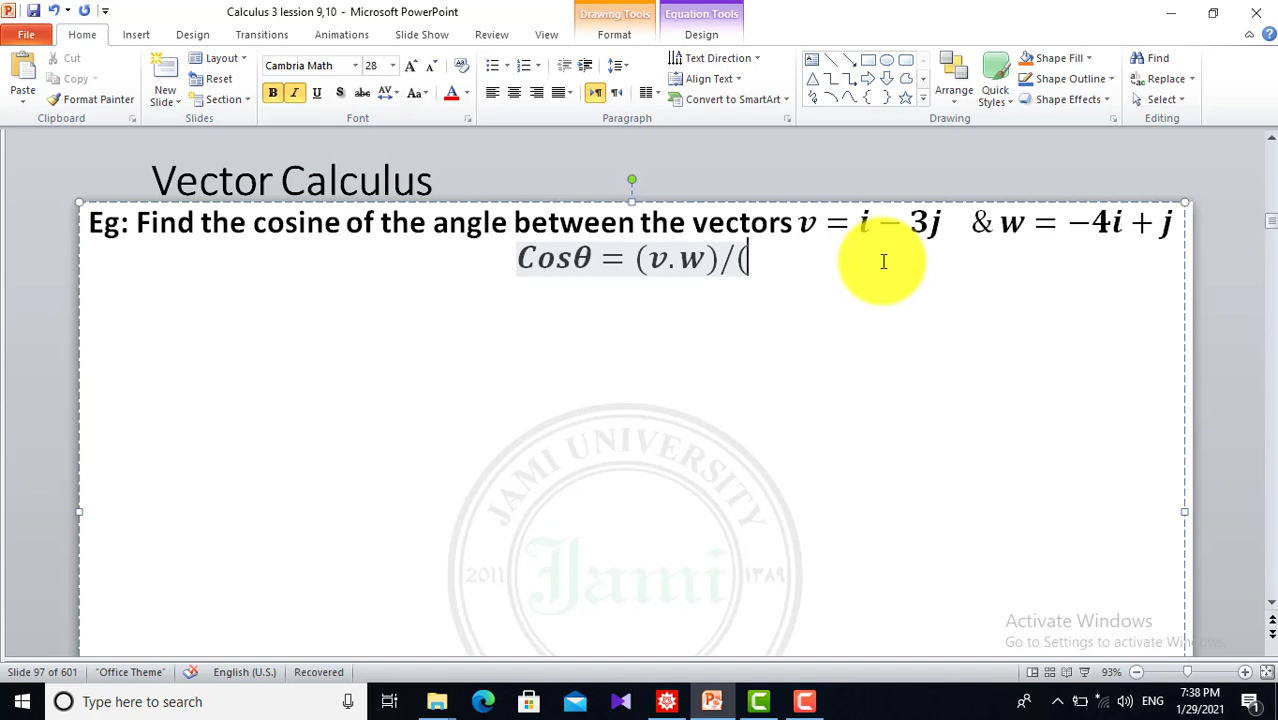 Calculus 3 lession 9,10 - Microsoft PowerPoint
Drawing Tools
Equation Tools
File
Home
Insert
Design
Transitions
Animations
Slide Show
Review
View
Format
Design
Paste
Cut
Copy
Format Painter
Clipboard
New Slide
Layout
Reset
Section
Slides
Cambria Math
28
Font
Text Direction
Align Text
Convert to SmartArt
Paragraph
Arrange
Quick Styles
Shape Fill
Shape Outline
Shape Effects
Drawing
Find
Replace
Select
Editing
Vector Calculus
Eg: Find the cosine of the angle between the vectors v = i − 3j & w = −4i + j
Cosθ = (v.w)/(
JAMI UNIVERSITY
Jami
2011
۱۳۸۹
Activate Windows
Go to Settings to activate Windows.
Slide 97 of 601
"Office Theme"
English (U.S.)
Recovered
93%
Type here to search
ENG
7:38 PM
1/29/2021